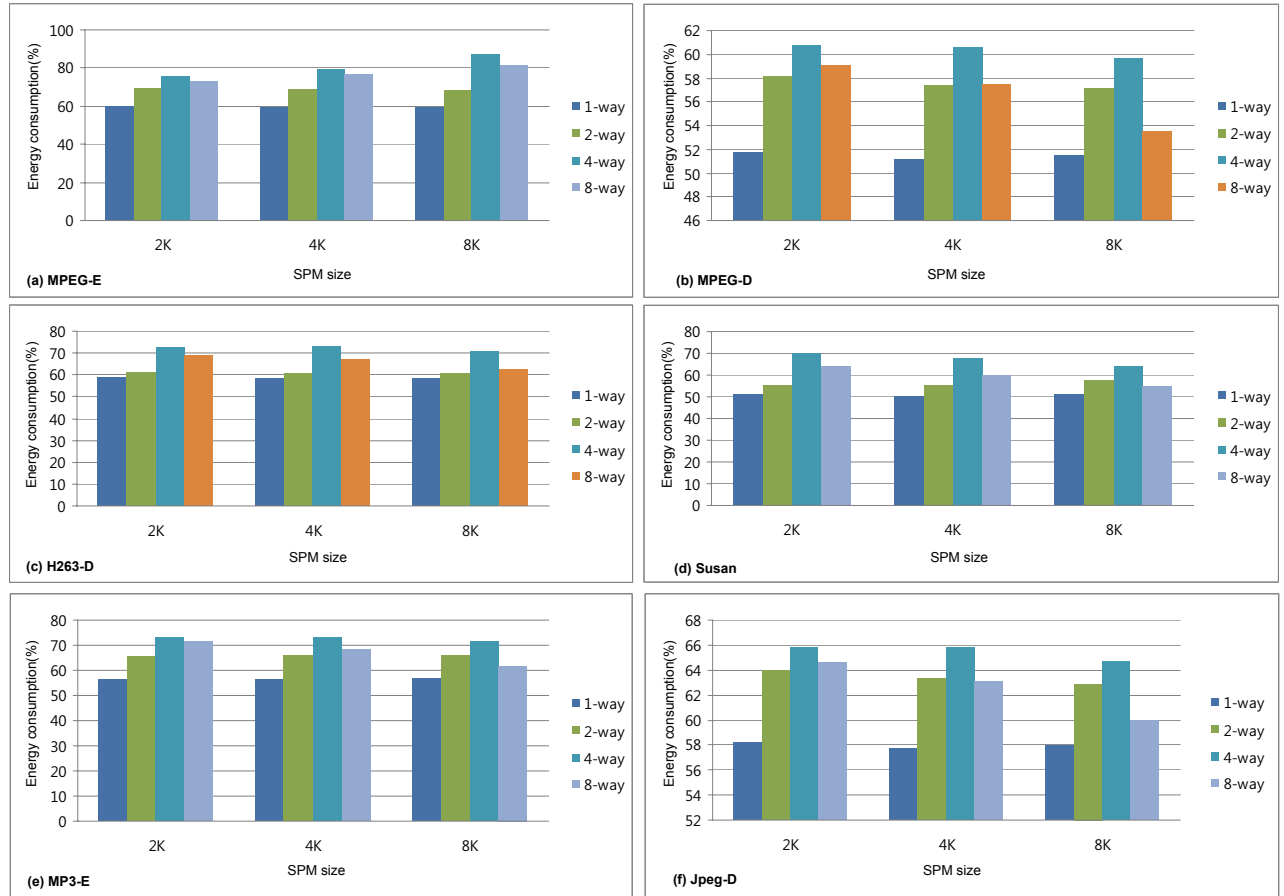 Energy consumption(%)
100
80
60
40
20
0
2K 4K 8K
SPM size
1-way
2-way
4-way
8-way
(a) MPEG-E
Energy consumption(%)
62
60
58
56
54
52
50
48
46
2K 4K 8K
SPM size
1-way
2-way
4-way
8-way
(b) MPEG-D
Energy consumption(%)
80
70
60
50
40
30
20
10
0
2K 4K 8K
SPM size
1-way
2-way
4-way
8-way
(c) H263-D
Energy consumption(%)
80
70
60
50
40
30
20
10
0
2K 4K 8K
SPM size
1-way
2-way
4-way
8-way
(d) Susan
Energy consumption(%)
80
70
60
50
40
30
20
10
0
2K 4K 8K
SPM size
1-way
2-way
4-way
8-way
(e) MP3-E
Energy consumption(%)
68
66
64
62
60
58
56
54
52
2K 4K 8K
SPM size
1-way
2-way
4-way
8-way
(f) Jpeg-D